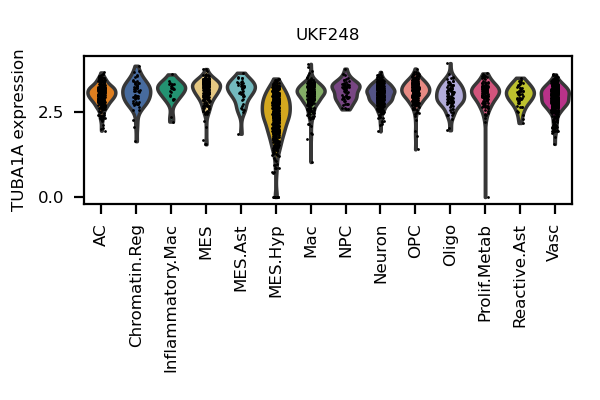 UKF248
TUBA1A expression
2.5
0.0
AC
Chromatin.Reg
Inflammatory.Mac
MES
MES.Ast
MES.Hyp
Mac
NPC
Neuron
OPC
Oligo
Prolif.Metab
Reactive.Ast
Vasc